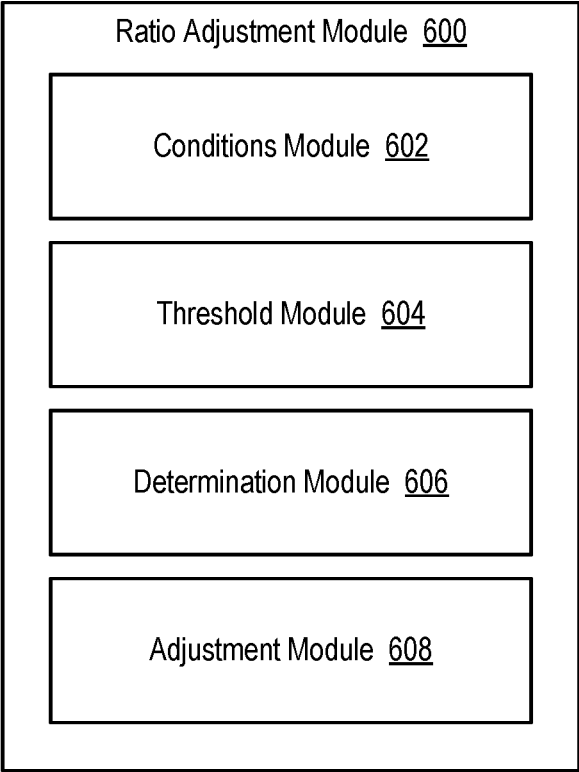 Ratio Adjustment Module 600
Conditions Module 602
Threshold Module 604
Determination Module 606
Adjustment Module 608